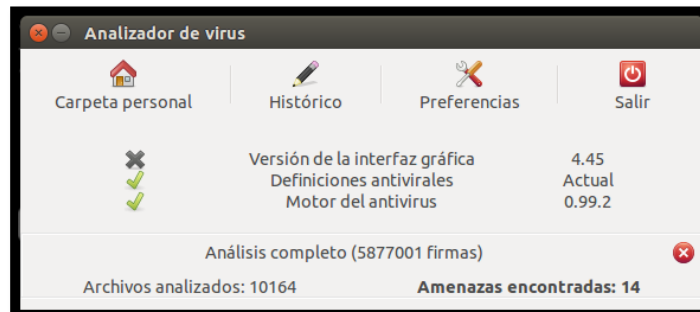 Analizador de virus
Carpeta personal Histórico Preferencias Salir
Versión de la interfaz gráfica 4.45
Definiciones antivirales Actual
Motor del antivirus 0.99.2
Análisis completo (5877001 firmas)
Archivos analizados: 10164 Amenazas encontradas: 14